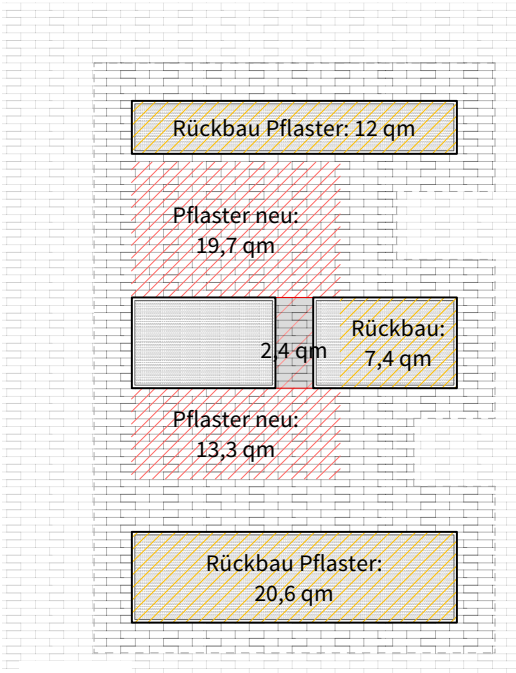 Rückbau Pflaster: 12 qm
Pflaster neu:
19,7 qm
Rückbau:
2,4 qm
7,4 qm
Pflaster neu:
13,3 qm
Rückbau Pflaster:
20,6 qm